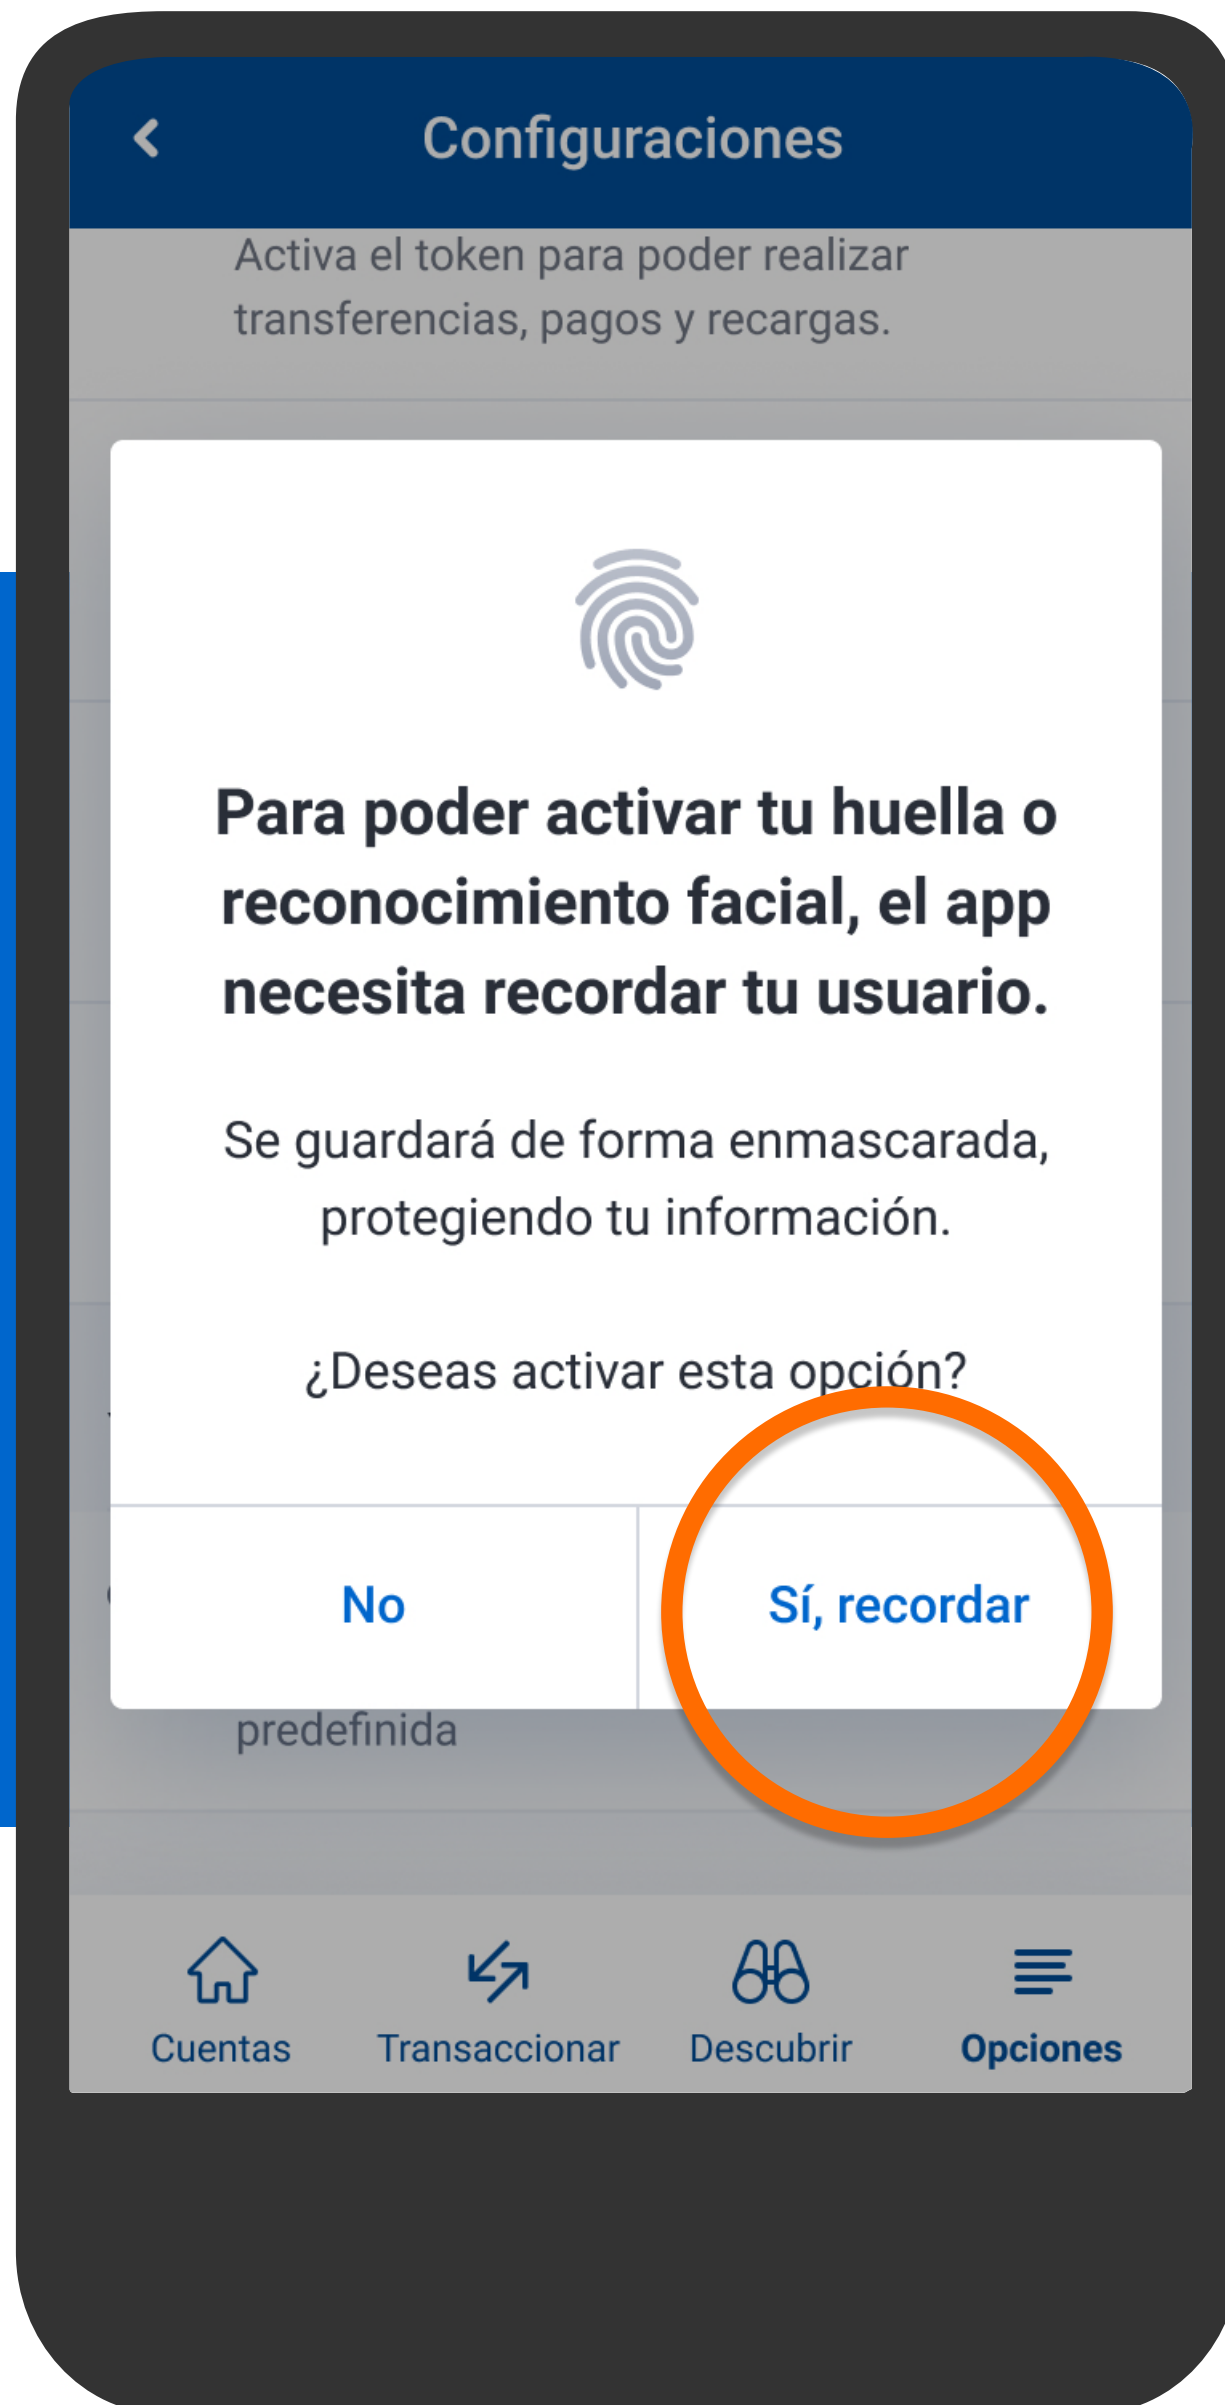 Configuraciones
Activa el token para poder realizar
transferencias, pagos y recargas.
Para poder activar tu huella o
reconocimiento facial, el app
necesita recordar tu usuario.
Se guardará de forma enmascarada,
protegiendo tu información.
¿Deseas activar esta opción?
No
Sí, recordar
predefinida
Cuentas
Transaccionar
Descubrir
Opciones